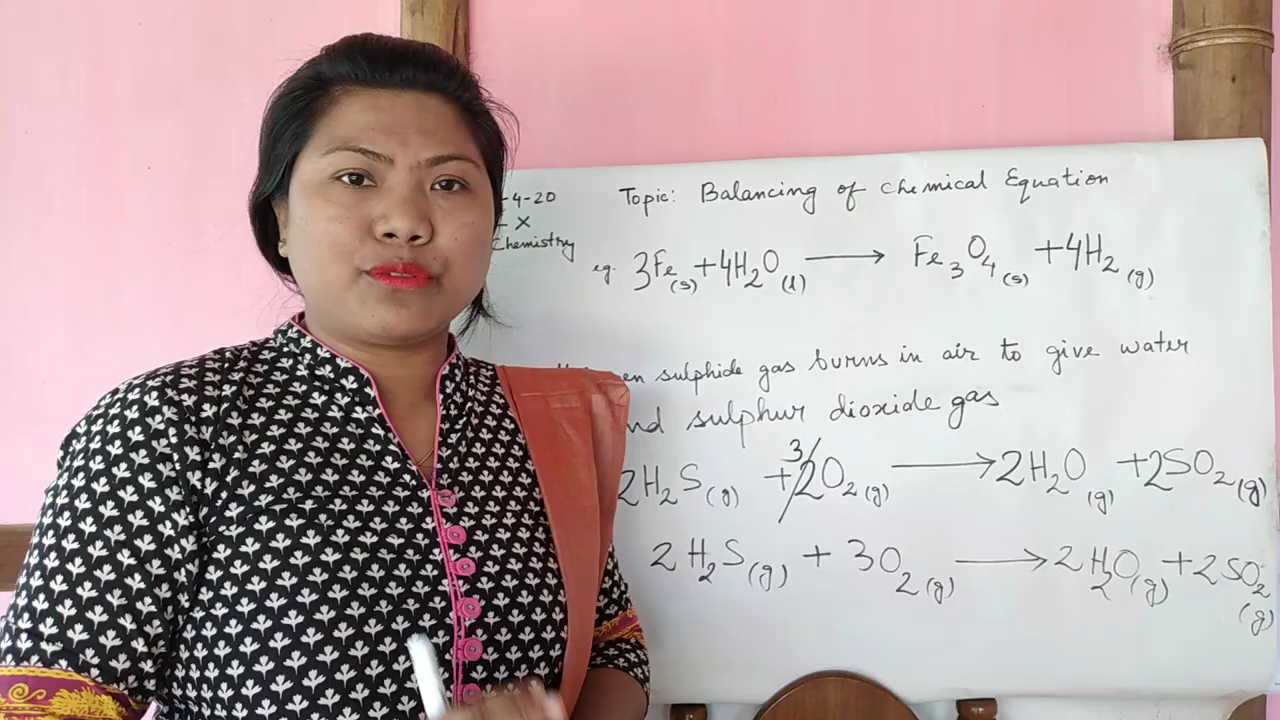 -4-20
Topic: Balancing of chemical Equation
X
Chemistry
eg. 3Fe(s) + 4H₂O(l) ⟶ Fe₃O₄(s) + 4H₂(g)
sulphide gas burns in air to give water
sulphur dioxide gas
2H₂S(g) + 3/2O₂(g) ⟶ 2H₂O(g) + 2SO₂(g)
2H₂S(g) + 3O₂(g) ⟶ 2H₂O(g) + 2SO₂(g)